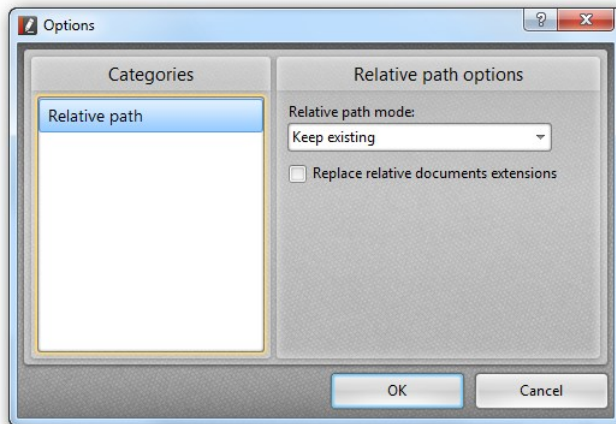 Options
?
Categories
Relative path options
Relative path
Relative path mode:
Keep existing
Replace relative documents extensions
OK
Cancel